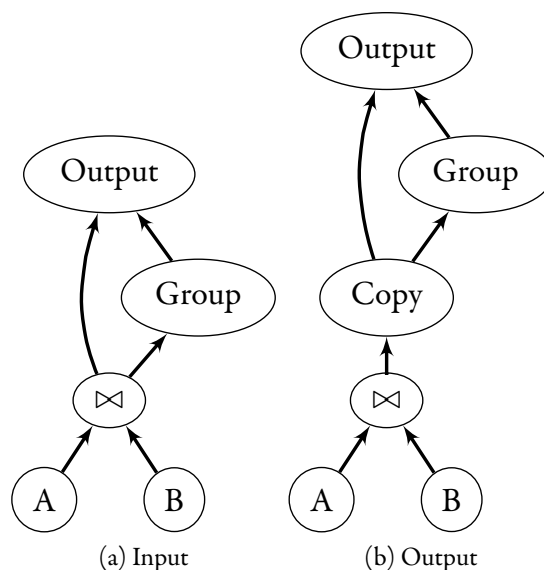 Output
Group
⋈
A
B
(a) Input
Output
Group
Copy
⋈
A
B
(b) Output